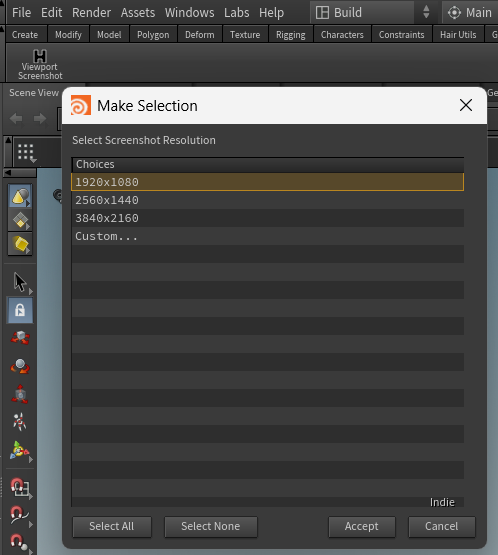 File Edit Render Assets Windows Labs Help Build Main
Create Modify Model Polygon Deform Texture Rigging Characters Constraints Hair Utils
Viewport
Screenshot
Scene View
Make Selection
Select Screenshot Resolution
Choices
1920x1080
2560x1440
3840x2160
Custom...
Indie
Select All Select None Accept Cancel